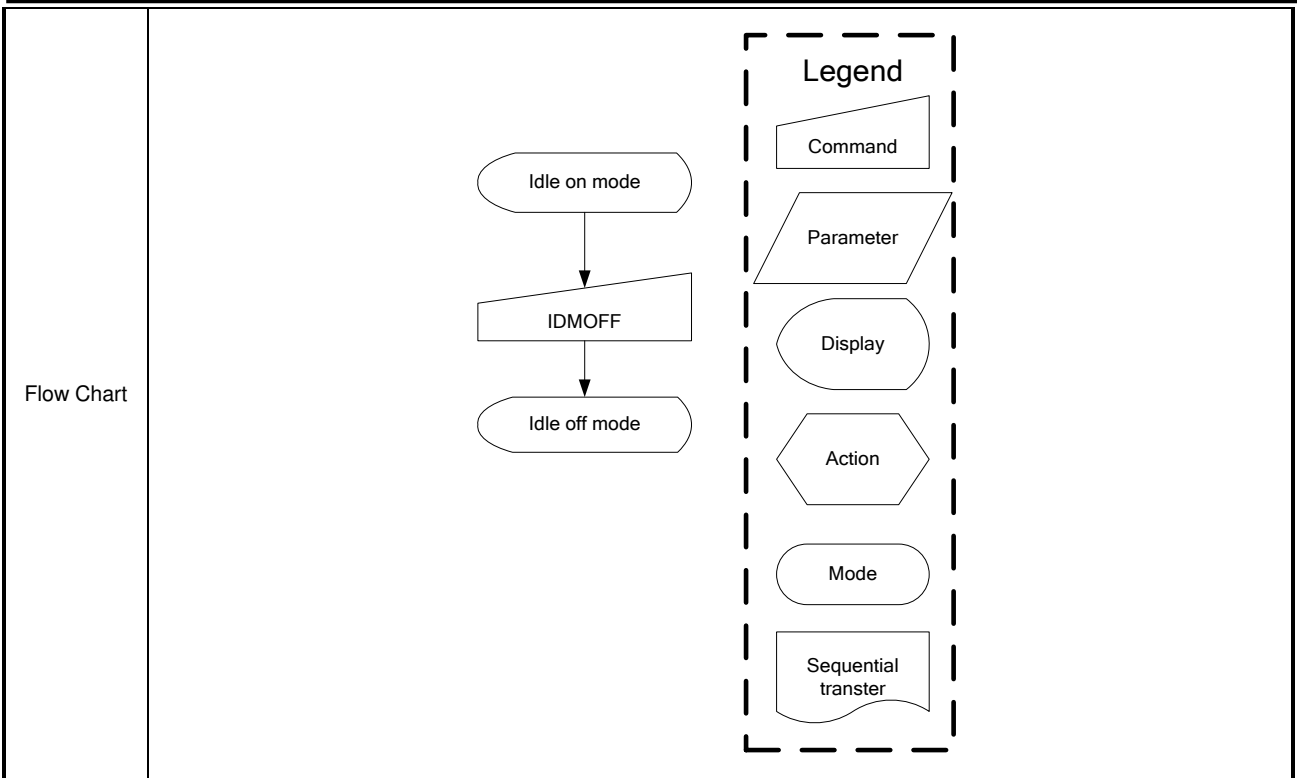 Flow Chart
Idle on mode
IDMOFF
Idle off mode
Legend
Command
Parameter
Display
Action
Mode
Sequential
transter